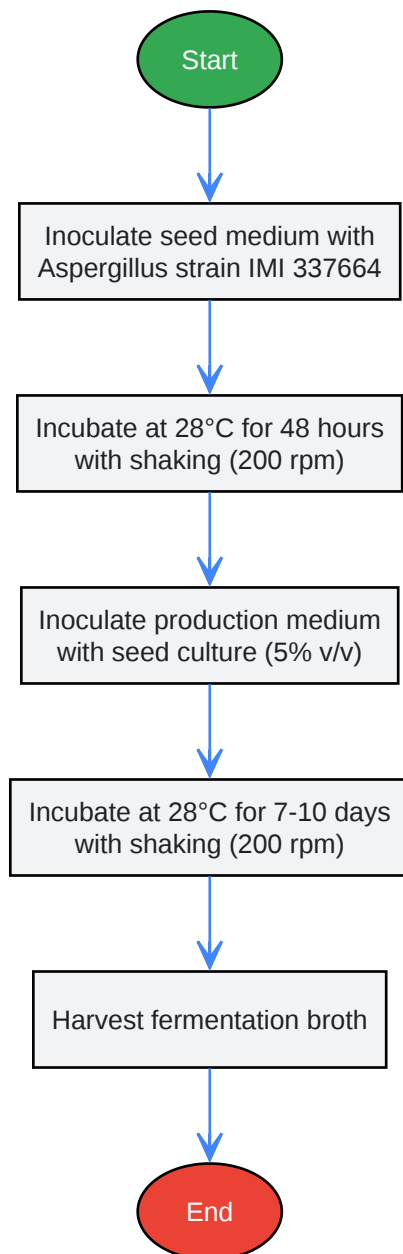 Start
Inoculate seed medium with
Aspergillus strain IMI 337664
Incubate at 28°C for 48 hours
with shaking (200 rpm)
Inoculate production medium
with seed culture (5% v/v)
Incubate at 28°C for 7-10 days
with shaking (200 rpm)
Harvest fermentation broth
End